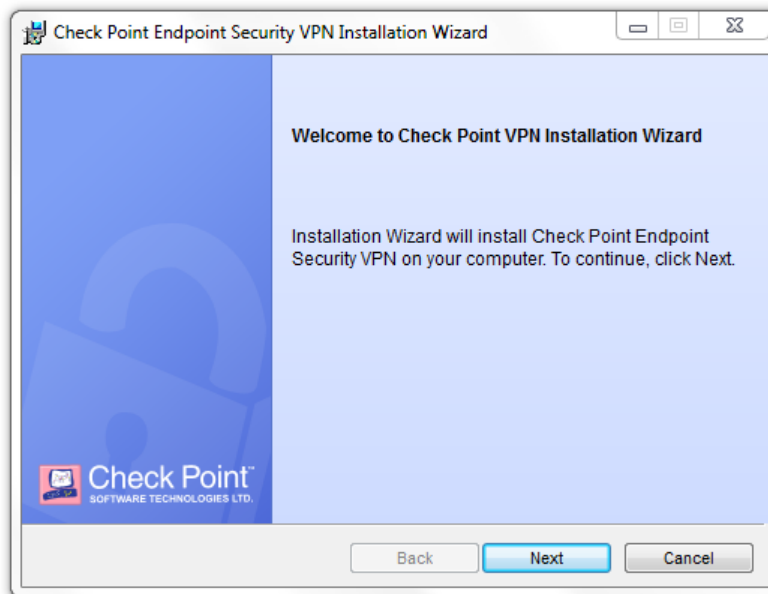 Check Point Endpoint Security VPN Installation Wizard
Welcome to Check Point VPN Installation Wizard
Installation Wizard will install Check Point Endpoint
Security VPN on your computer. To continue, click Next.
Check Point™
SOFTWARE TECHNOLOGIES LTD.
Back Next Cancel